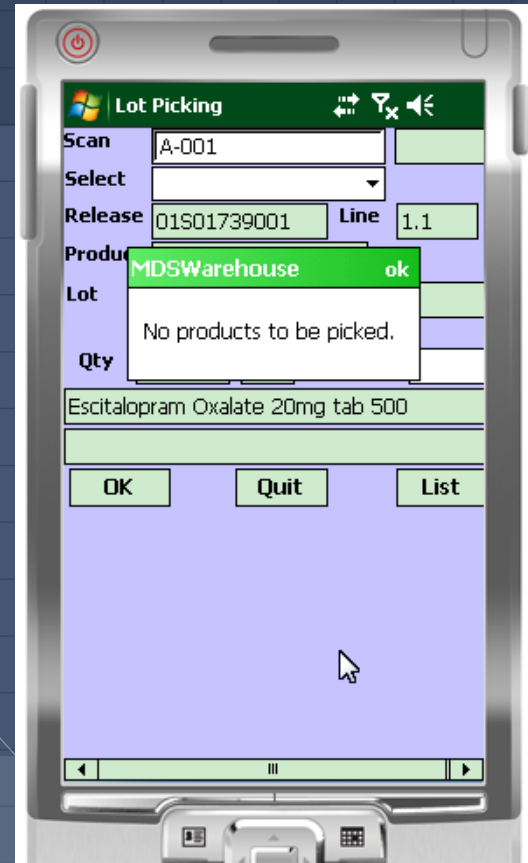 Lot Picking
Scan A-001
Select
Release 01S01739001 Line 1.1
Produc
MDSWarehouse ok
Lot
No products to be picked.
Qty
Escitalopram Oxalate 20mg tab 500
OK Quit List